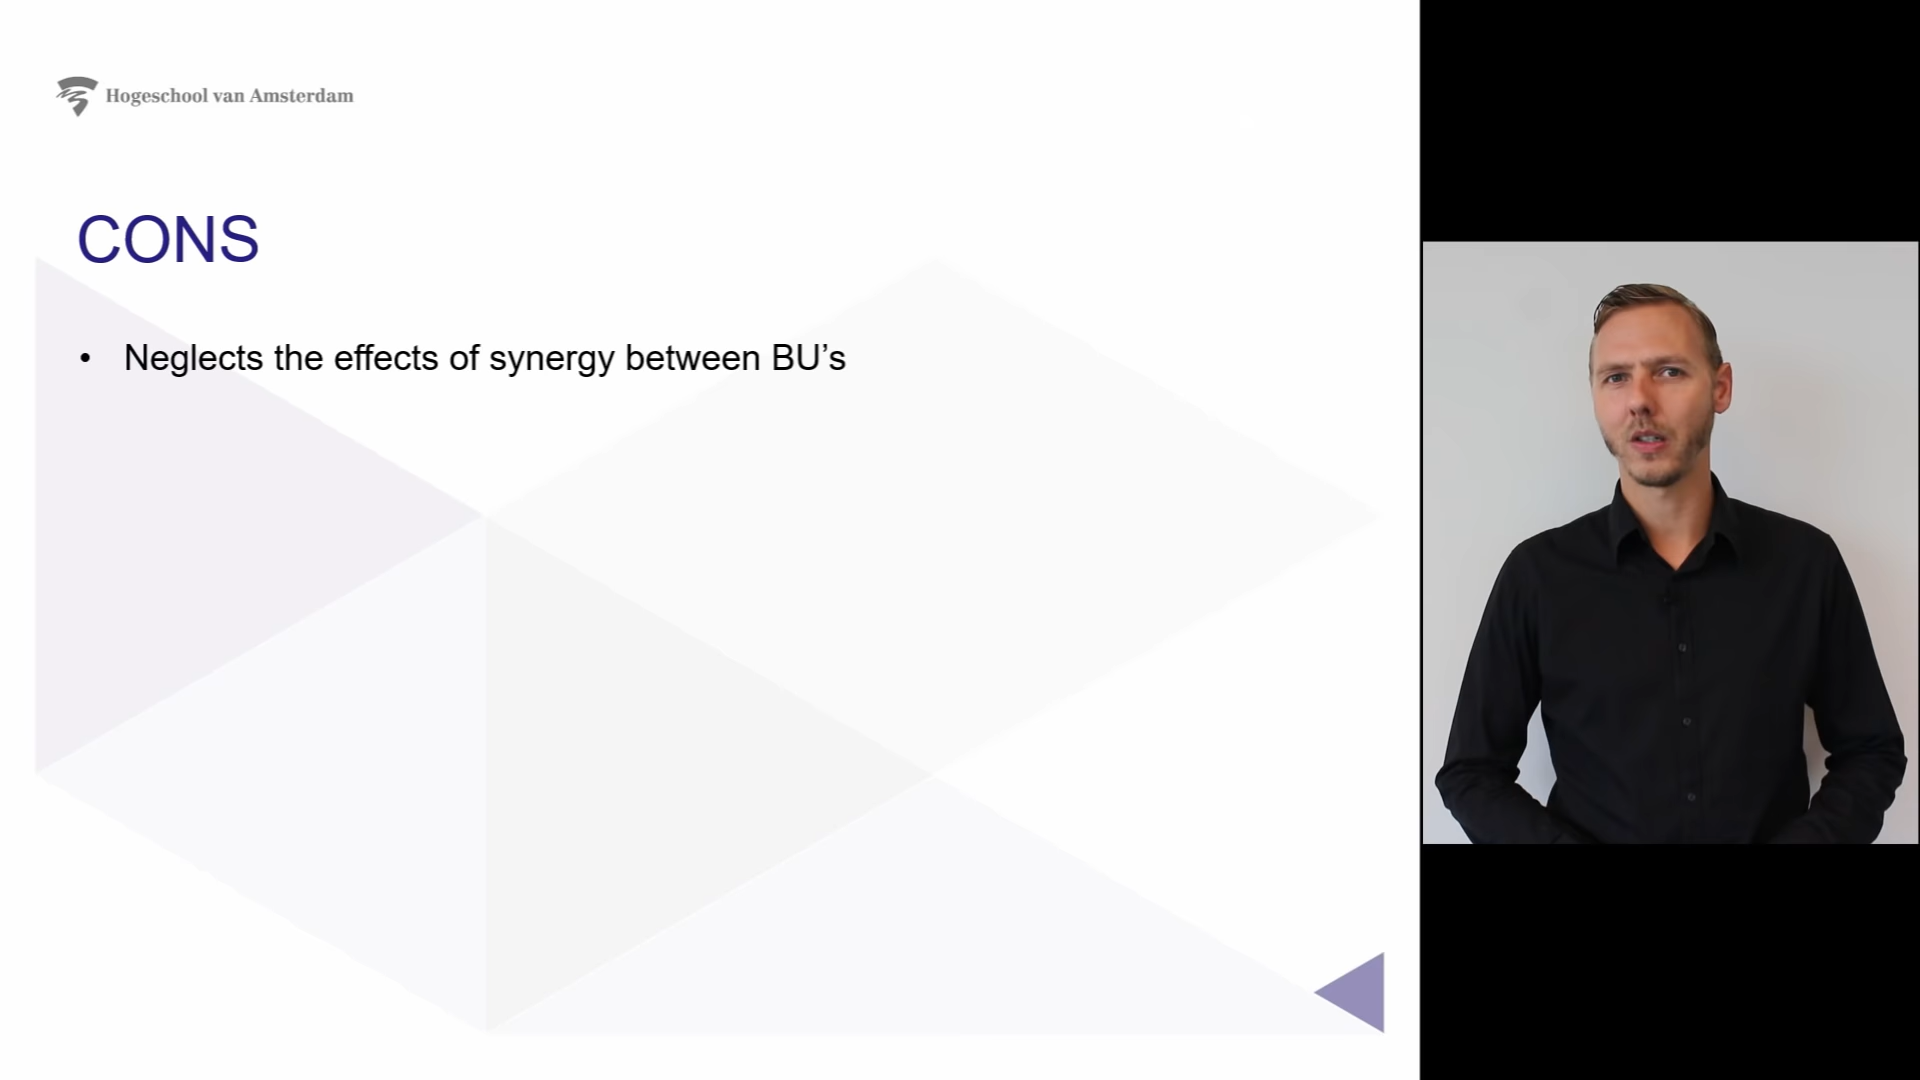 Hogeschool van Amsterdam
CONS
• Neglects the effects of synergy between BU’s